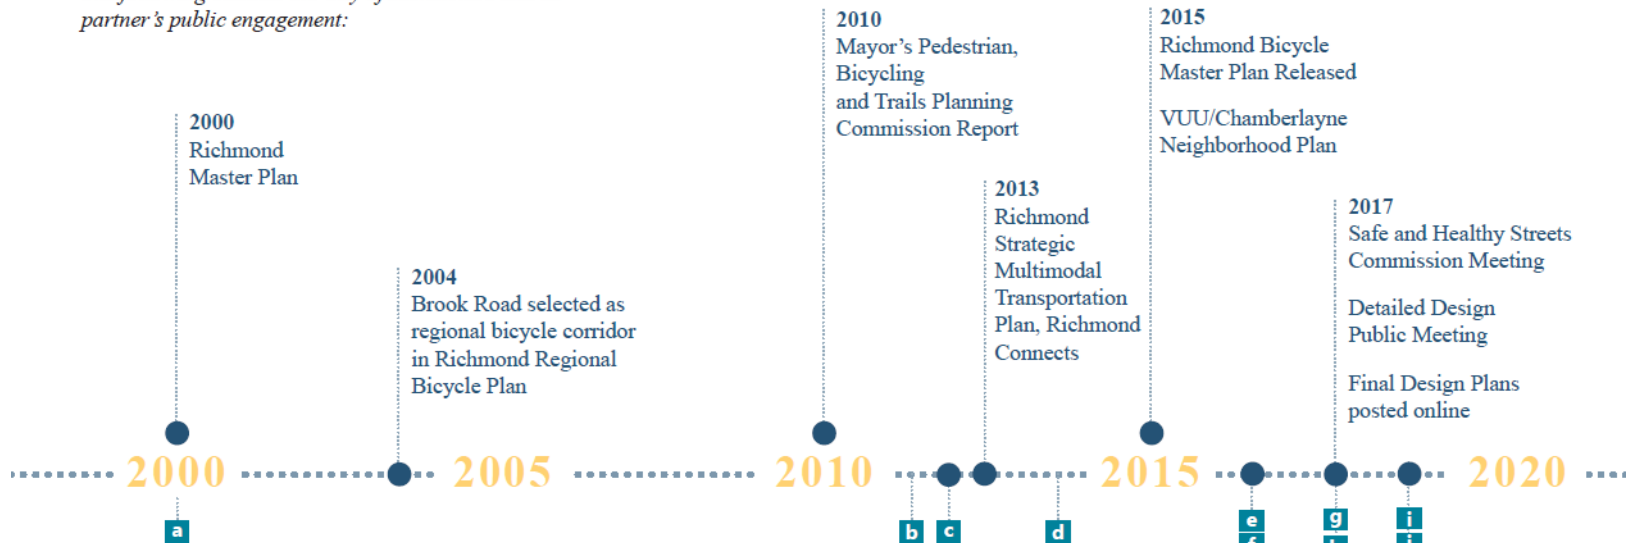 partner’s public engagement:
2000
Richmond
Master Plan
2004
Brook Road selected as
regional bicycle corridor
in Richmond Regional
Bicycle Plan
2010
Mayor’s Pedestrian,
Bicycling
and Trails Planning
Commission Report
2013
Richmond
Strategic
Multimodal
Transportation
Plan, Richmond
Connects
2015
Richmond Bicycle
Master Plan Released
VUU/Chamberlayne
Neighborhood Plan
2017
Safe and Healthy Streets
Commission Meeting
Detailed Design
Public Meeting
Final Design Plans
posted online
2000 2005 2010 2015 2020
a b c d e g i